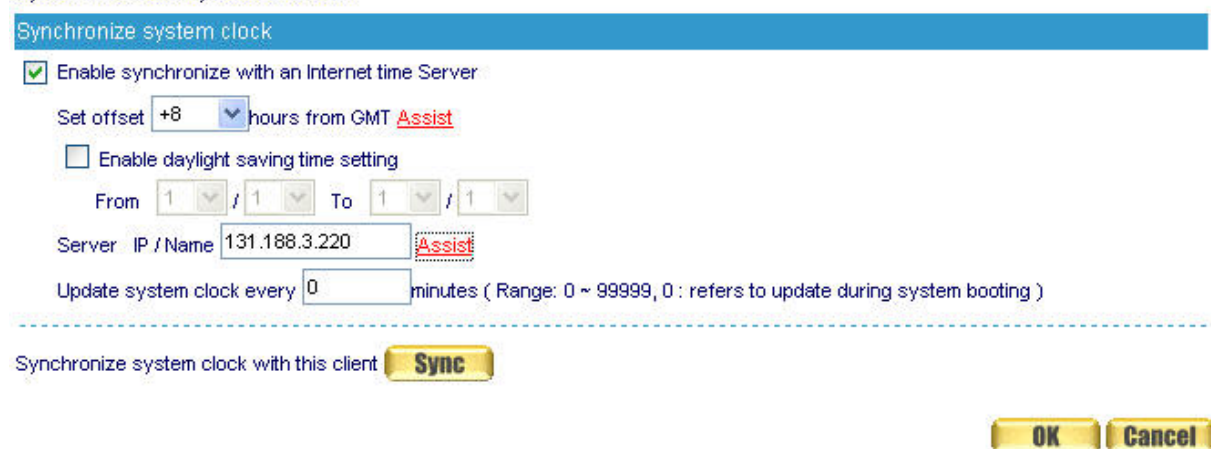 Synchronize system clock
Enable synchronize with an Internet time Server
Set offset +8 hours from GMT Assist
Enable daylight saving time setting
From 1 / 1 To 1 / 1
Server IP / Name 131.188.3.220 Assist
Update system clock every 0 minutes ( Range: 0 ~ 99999, 0 : refers to update during system booting )
Synchronize system clock with this client Sync
OK Cancel